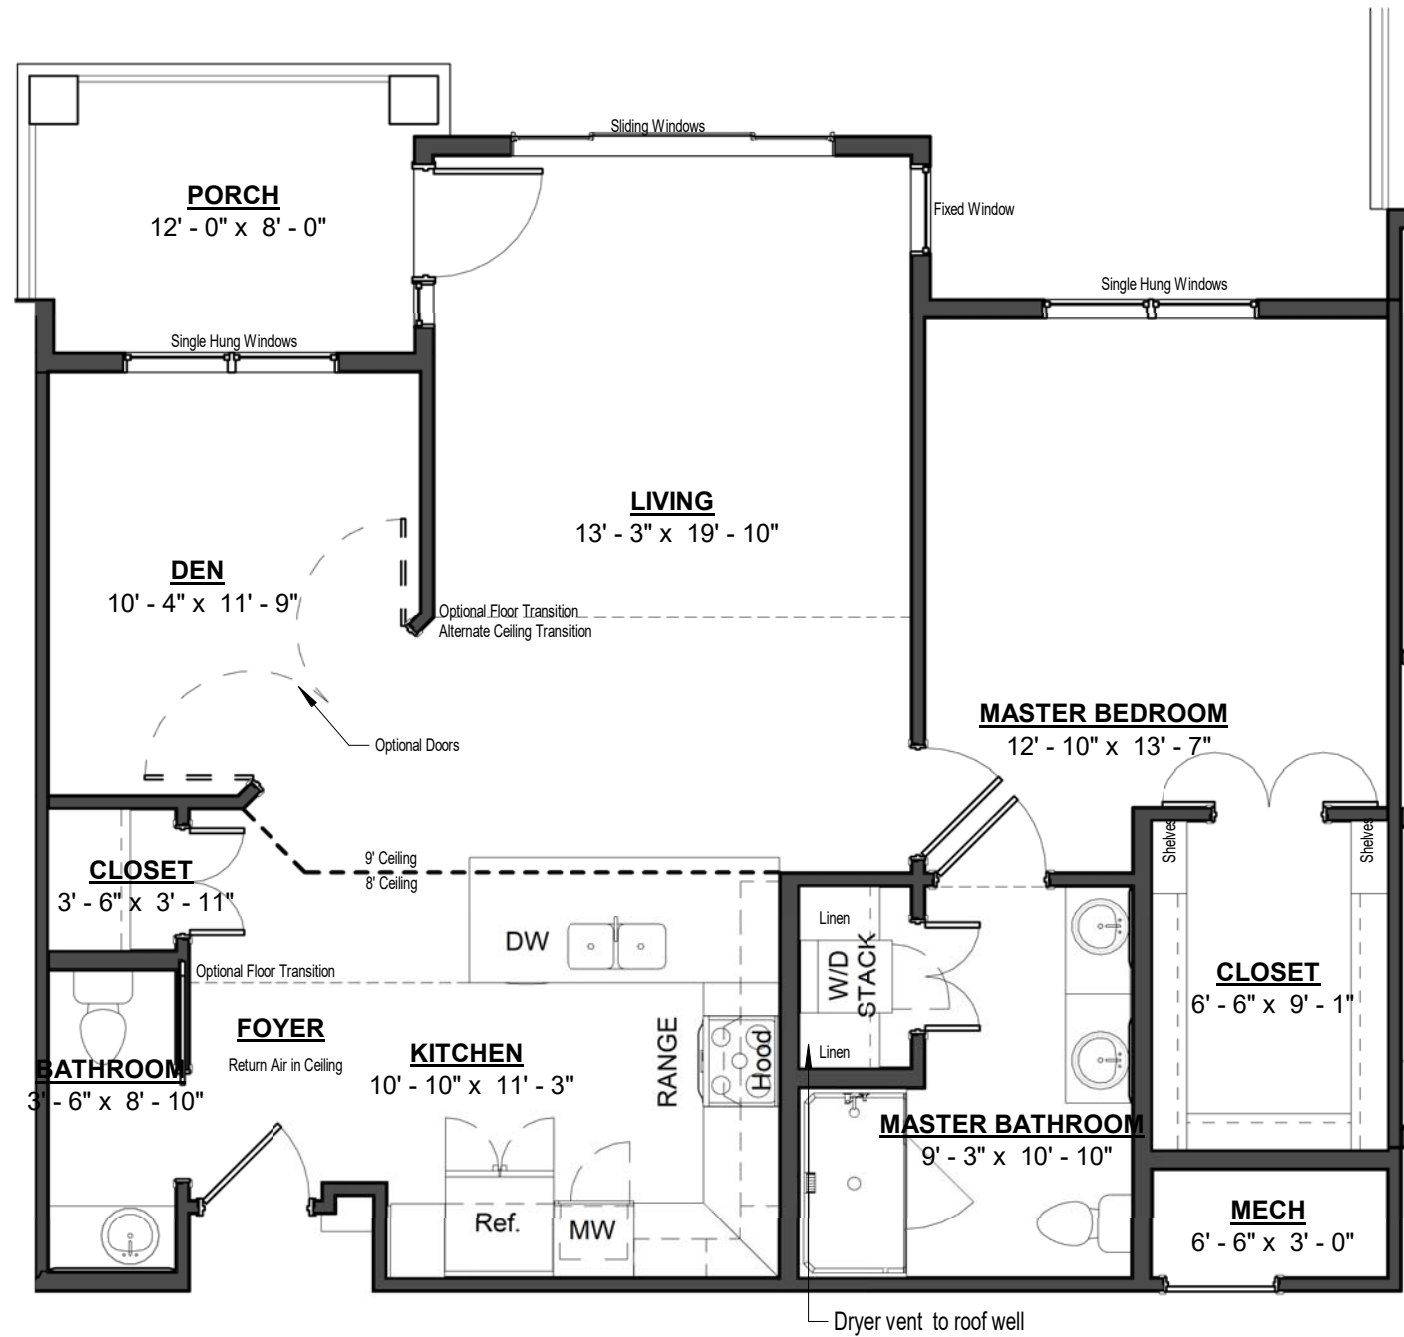 Sliding Windows
PORCH
12' - 0" x 8' - 0"
Fixed Window
Single Hung Windows
Single Hung Windows
LIVING
13' - 3" x 19' - 10"
DEN
10' - 4" x 11' - 9"
Optional Floor Transition
Alternate Ceiling Transition
MASTER BEDROOM
12' - 10" x 13' - 7"
Optional Doors
Shelves
Shelves
9' Ceiling
8' Ceiling
CLOSET
3' - 6" x 3' - 11"
Linen
DW
W/D
STACK
Optional Floor Transition
CLOSET
6' - 6" x 9' - 1"
FOYER
Return Air in Ceiling
KITCHEN
10' - 10" x 11' - 3"
RANGE
Hood
Linen
BATHROOM
3' - 6" x 8' - 10"
MASTER BATHROOM
9' - 3" x 10' - 10"
Ref.
MW
MECH
6' - 6" x 3' - 0"
Dryer vent to roof well